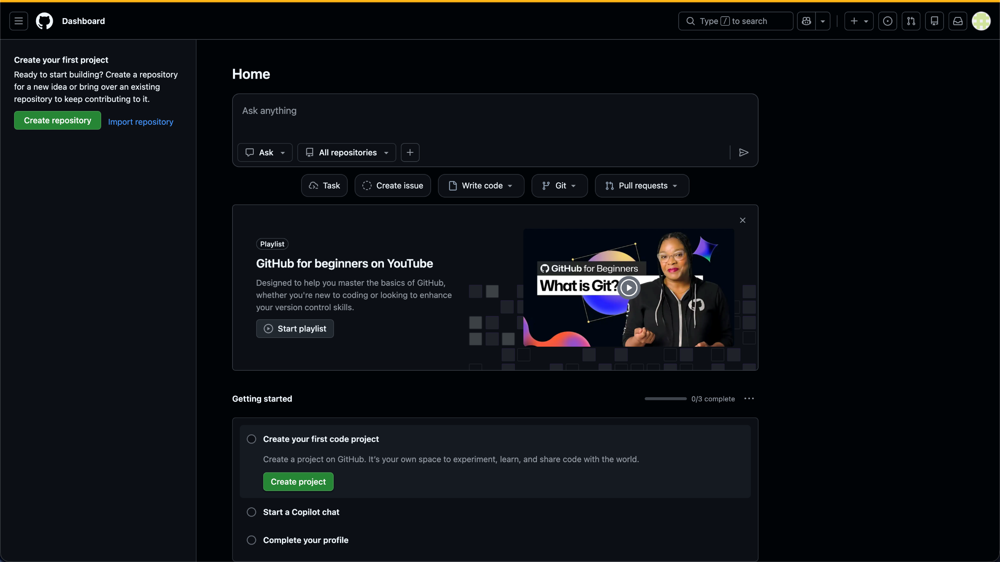 Dashboard
Type / to search
Create your first project
Ready to start building? Create a repository
for a new idea or bring over an existing
repository to keep contributing to it.
Create repository
Import repository
Home
Ask anything
Ask
All repositories
Task
Create issue
Write code
Git
Pull requests
Playlist
GitHub for beginners on YouTube
Designed to help you master the basics of GitHub,
whether you're new to coding or looking to enhance
your version control skills.
Start playlist
GitHub for Beginners
What is Git?
Getting started
0/3 complete
Create your first code project
Create a project on GitHub. It’s your own space to experiment, learn, and share code with the world.
Create project
Start a Copilot chat
Complete your profile